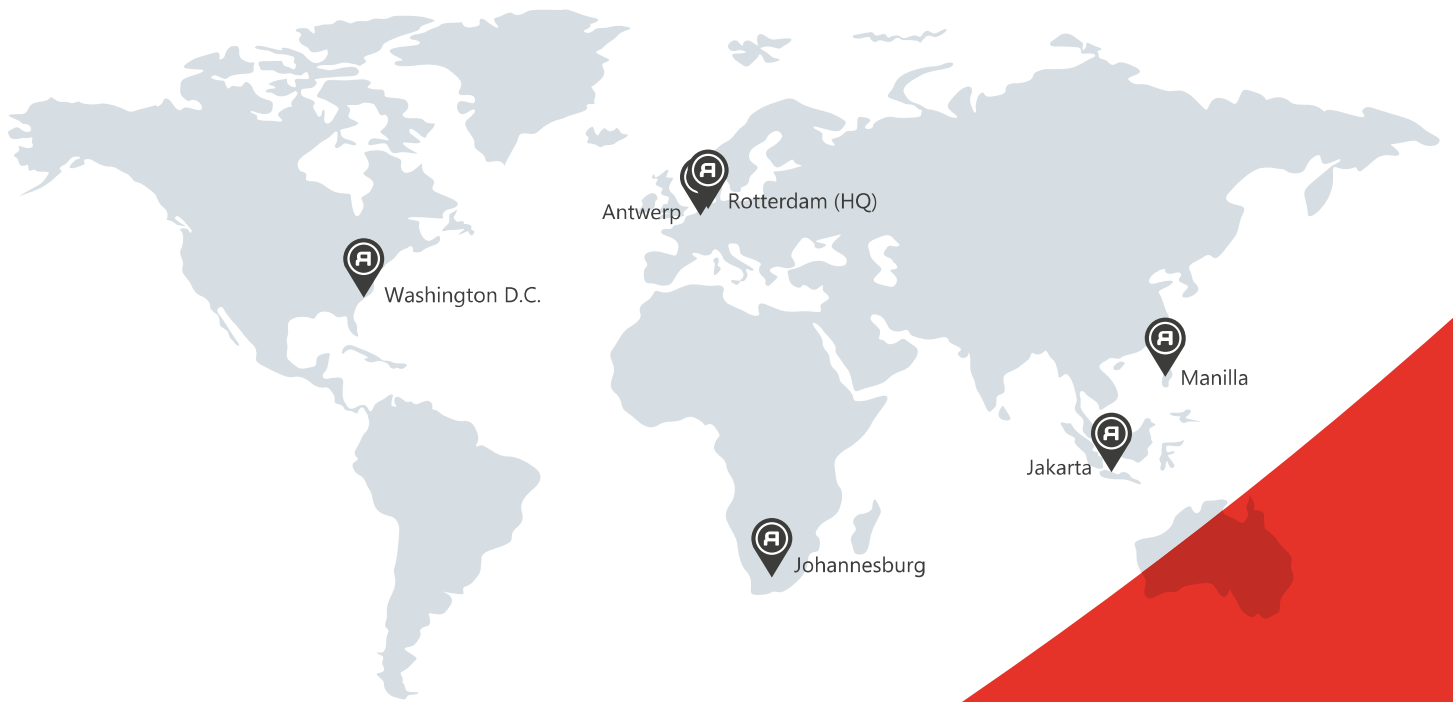 Antwerp
Rotterdam (HQ)
Washington D.C.
Manilla
Jakarta
Johannesburg